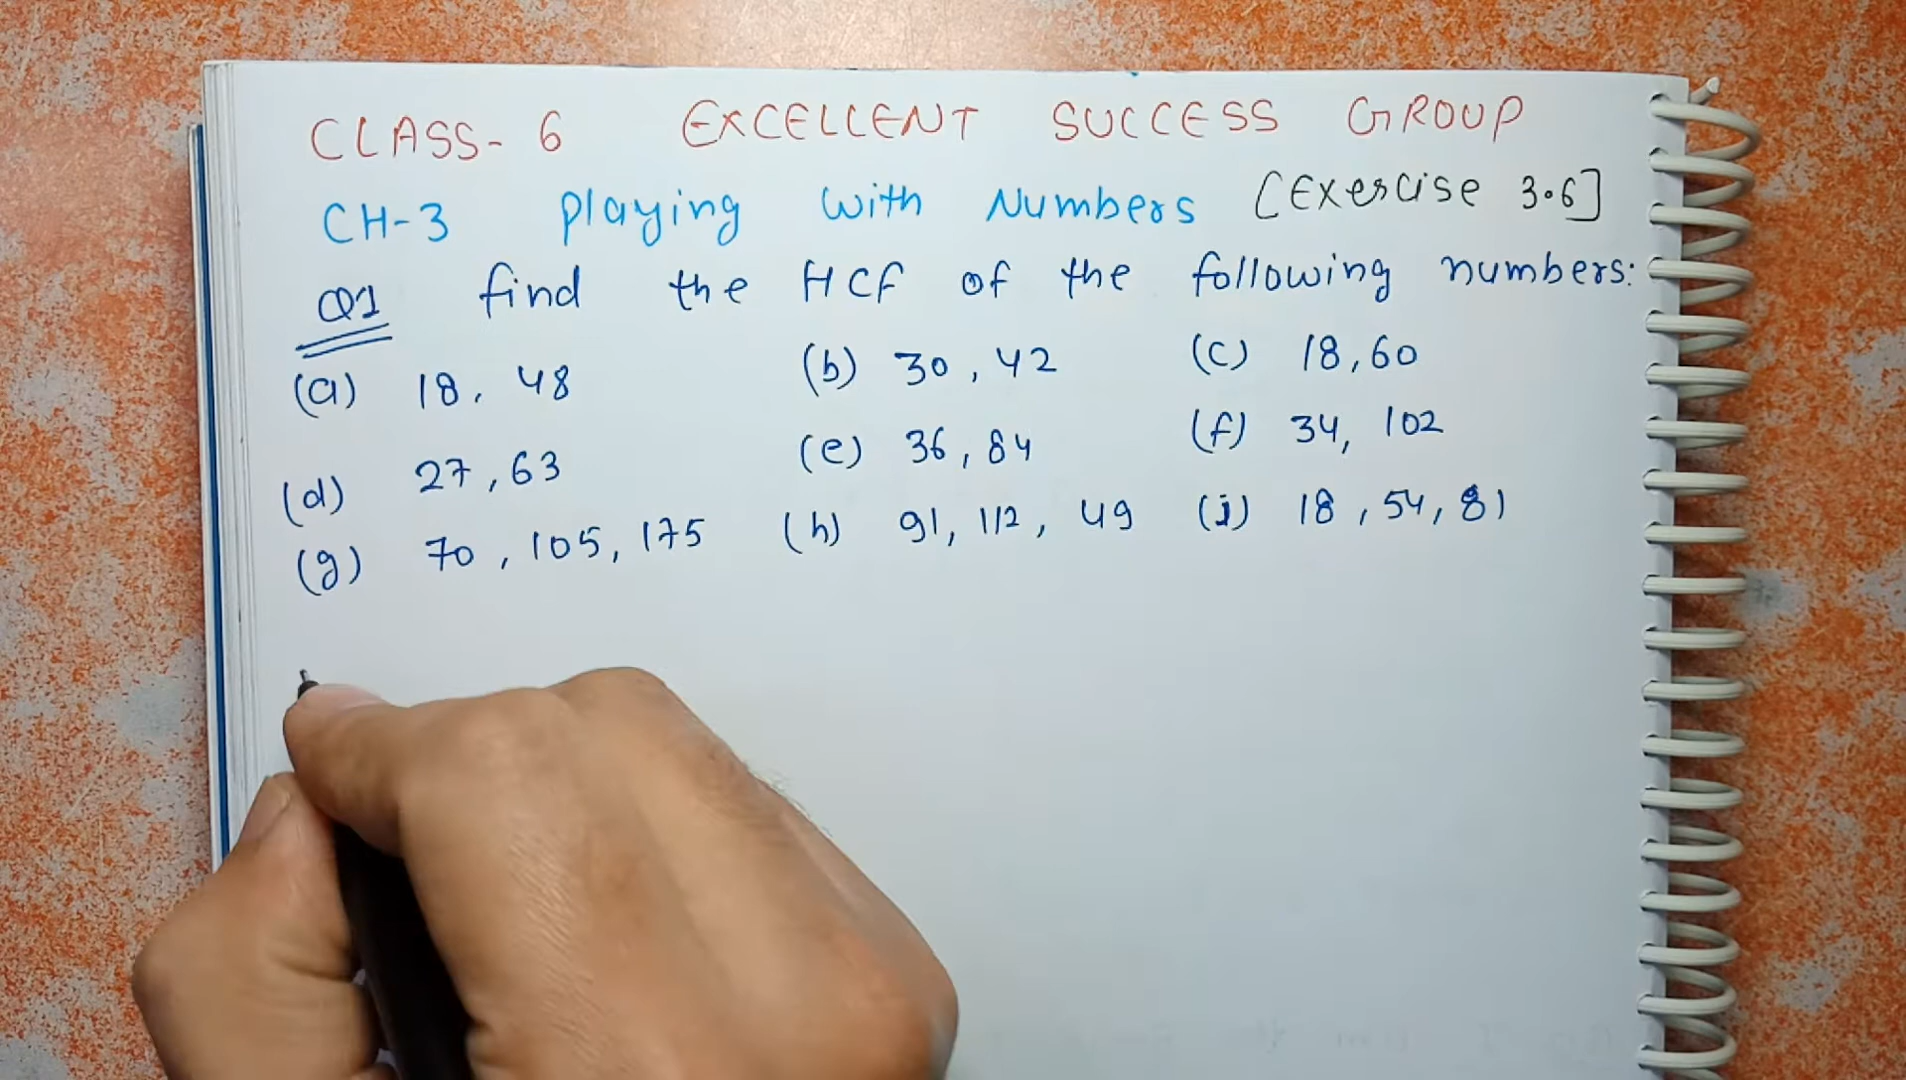 CLASS- 6 EXCELLENT SUCCESS GROUP
CH-3 Playing with Numbers [Exercise 3.6]
Q1 find the HCF of the following numbers:
(a) 18, 48 (b) 30, 42 (c) 18, 60
(d) 27, 63 (e) 36, 84 (f) 34, 102
(g) 70, 105, 175 (h) 91, 112, 49 (i) 18, 54, 81